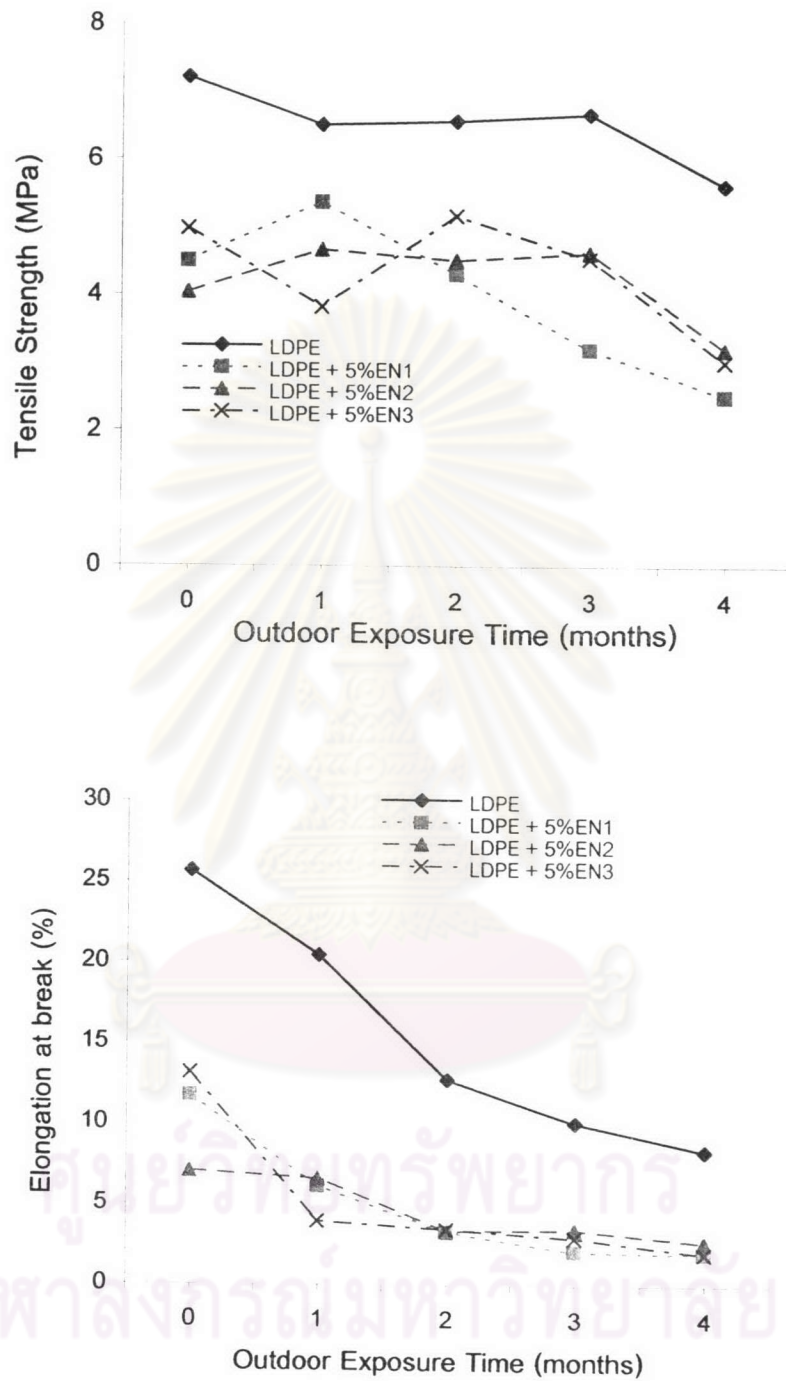 8
6
4
2
0
Tensile Strength (MPa)
LDPE
LDPE + 5%EN1
LDPE + 5%EN2
LDPE + 5%EN3
0 1 2 3 4
Outdoor Exposure Time (months)
30
25
20
15
10
5
0
Elongation at break (%)
LDPE
LDPE + 5%EN1
LDPE + 5%EN2
LDPE + 5%EN3
ศูนย์วิทยทรัพยากร
จุฬาลงกรณ์มหาวิทยาลัย
0 1 2 3 4
Outdoor Exposure Time (months)